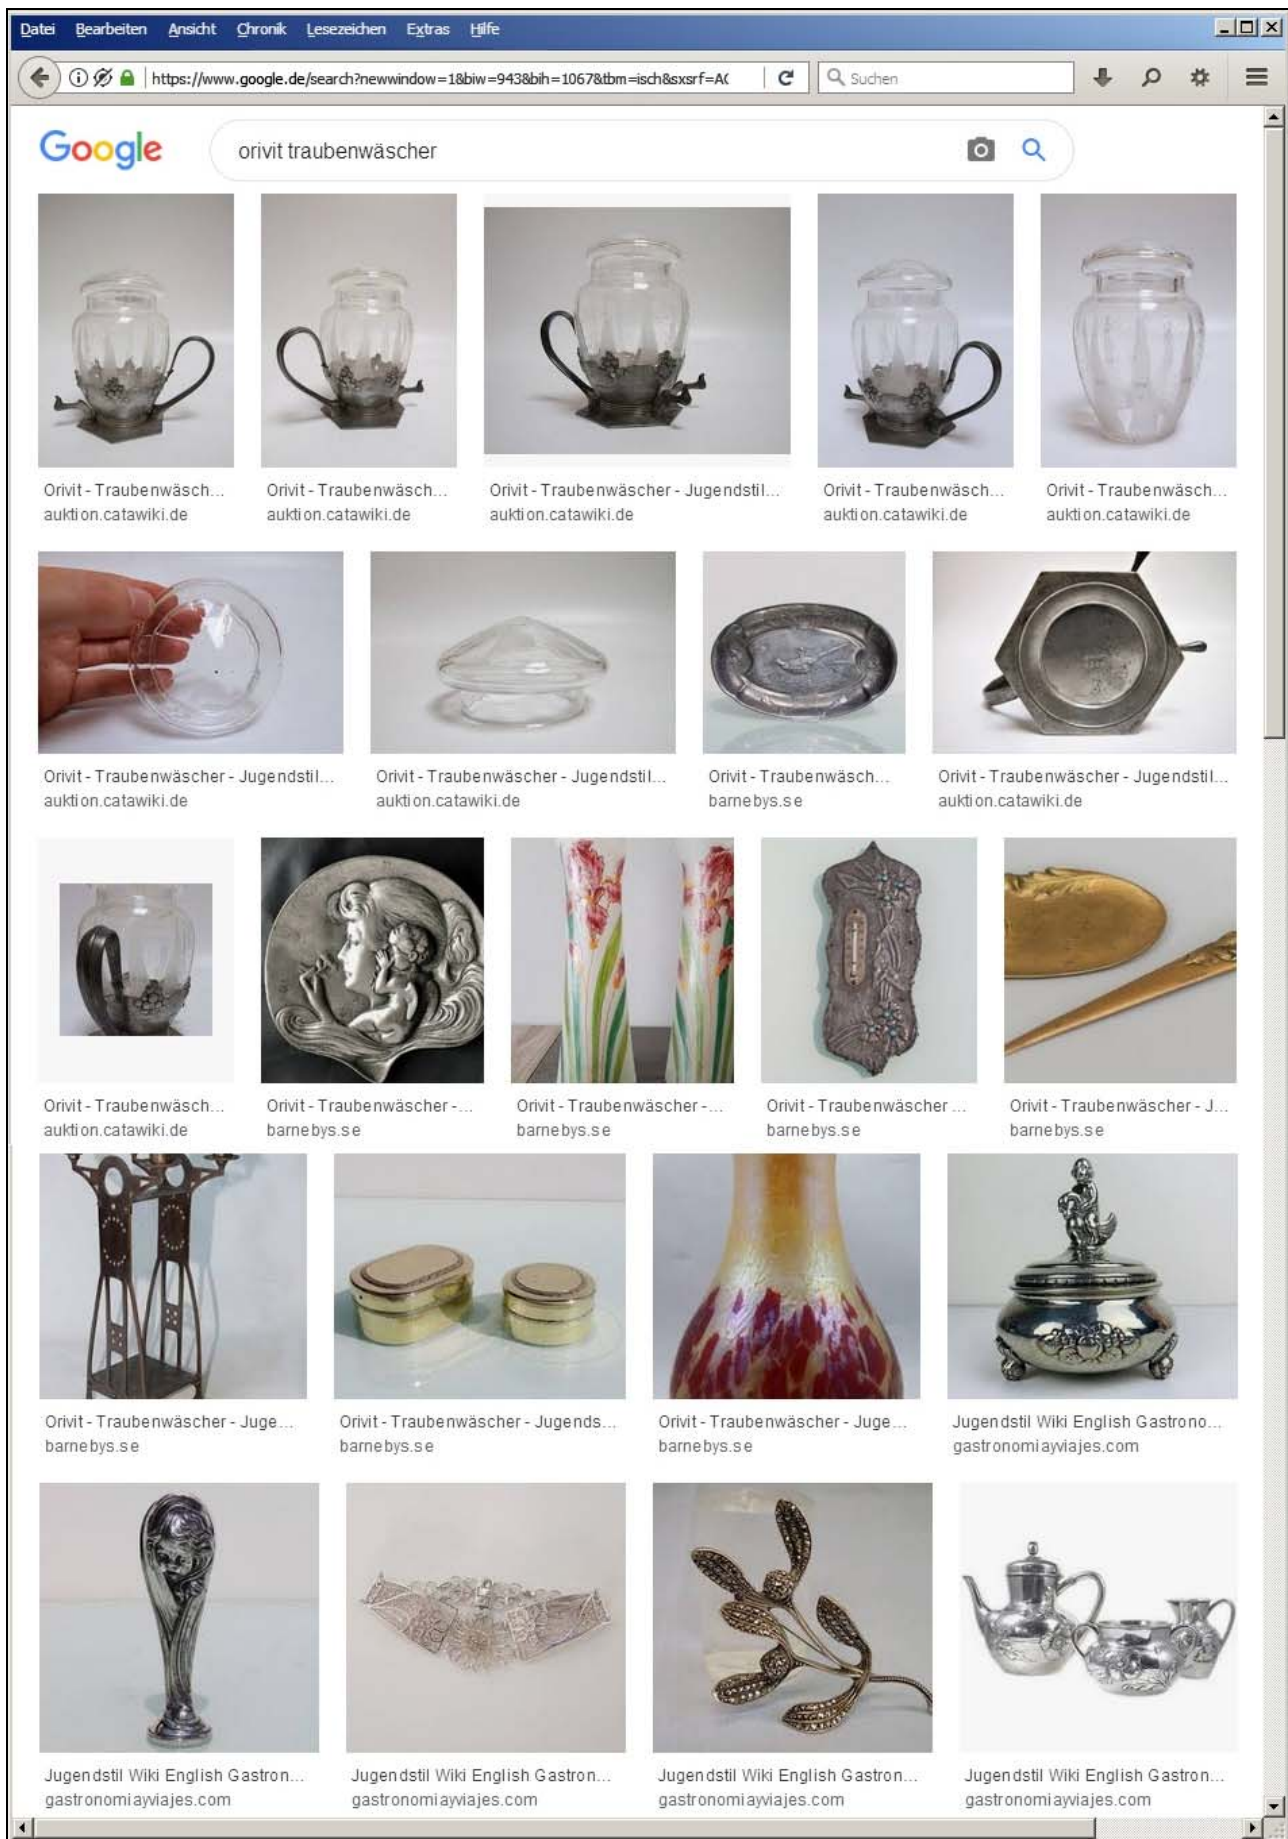 Datei Bearbeiten Ansicht Chronik Lesezeichen Extras Hilfe
https://www.google.de/search?newwindow=1&biw=943&bih=1067&tbm=isch&sxsrf=A( Suchen
Google orivit traubenwäscher
Orivit - Traubenwäsch... Orivit - Traubenwäsch... Orivit - Traubenwäscher - Jugendstil... Orivit - Traubenwäsch... Orivit - Traubenwäsch...
auktion.catawiki.de auktion.catawiki.de auktion.catawiki.de auktion.catawiki.de auktion.catawiki.de
Orivit - Traubenwäscher - Jugendstil... Orivit - Traubenwäscher - Jugendstil... Orivit - Traubenwäsch... Orivit - Traubenwäscher - Jugendstil...
auktion.catawiki.de auktion.catawiki.de barnebys.se auktion.catawiki.de
Orivit - Traubenwäsch... Orivit - Traubenwäscher -... Orivit - Traubenwäscher -... Orivit - Traubenwäscher ... Orivit - Traubenwäscher - J...
auktion.catawiki.de barnebys.se barnebys.se barnebys.se barnebys.se
Orivit - Traubenwäscher - Juge... Orivit - Traubenwäscher - Jugends... Orivit - Traubenwäscher - Juge... Jugendstil Wiki English Gastrono...
barnebys.se barnebys.se barnebys.se gastronomiayviajes.com
Jugendstil Wiki English Gastron... Jugendstil Wiki English Gastron... Jugendstil Wiki English Gastron... Jugendstil Wiki English Gastron...
gastronomiayviajes.com gastronomiayviajes.com gastronomiayviajes.com gastronomiayviajes.com